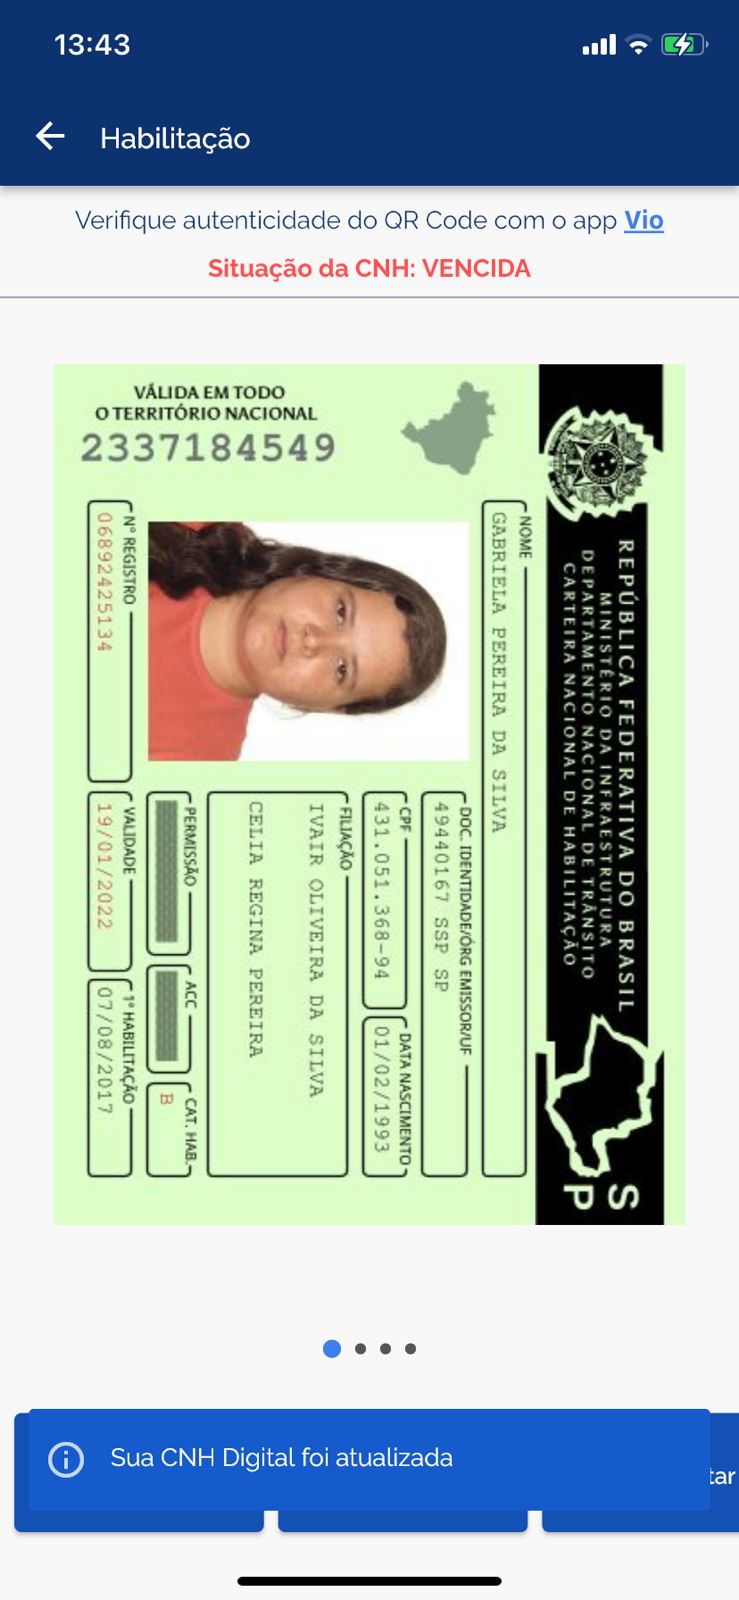 13:43
Habilitação
Verifique autenticidade do QR Code com o app Vio
Situação da CNH: VENCIDA
REPÚBLICA FEDERATIVA DO BRASIL
MINISTÉRIO DA INFRAESTRUTURA
DEPARTAMENTO NACIONAL DE TRÂNSITO
CARTEIRA NACIONAL DE HABILITAÇÃO
SP
VÁLIDA EM TODO
O TERRITÓRIO NACIONAL
2337184549
NOME
GABRIELA PEREIRA DA SILVA
DOC. IDENTIDADE/ÓRG EMISSOR/UF
49440167 SSP SP
CPF
431.051.368-94
DATA NASCIMENTO
01/02/1993
FILIAÇÃO
IVAIR OLIVEIRA DA SILVA
CELIA REGINA PEREIRA
PERMISSÃO
ACC
CAT. HAB.
B
Nº REGISTRO
06892425134
VALIDADE
19/01/2022
1ª HABILITAÇÃO
07/08/2017
Sua CNH Digital foi atualizada
tar